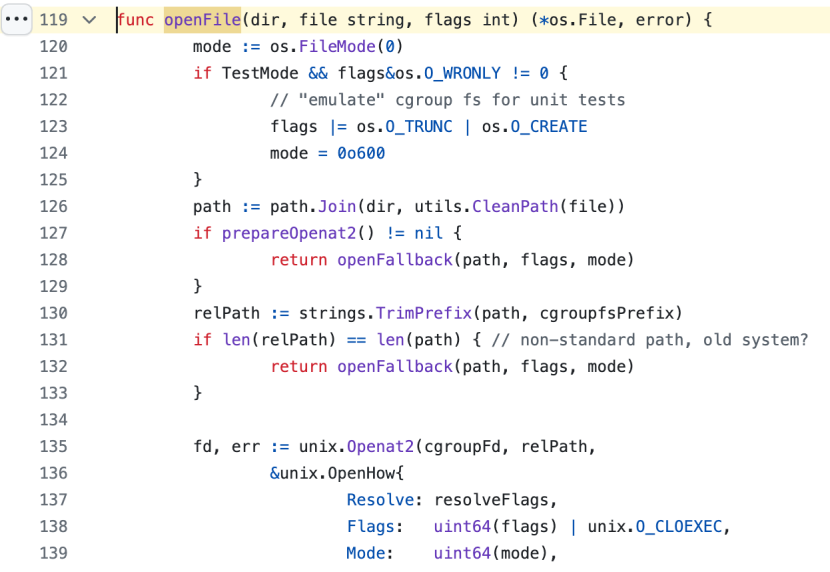 119 func openFile(dir, file string, flags int) (*os.File, error) {
120 mode := os.FileMode(0)
121 if TestMode && flags&os.O_WRONLY != 0 {
122 // "emulate" cgroup fs for unit tests
123 flags |= os.O_TRUNC | os.O_CREATE
124 mode = 0o600
125 }
126 path := path.Join(dir, utils.CleanPath(file))
127 if prepareOpenat2() != nil {
128 return openFallback(path, flags, mode)
129 }
130 relPath := strings.TrimPrefix(path, cgroupfsPrefix)
131 if len(relPath) == len(path) { // non-standard path, old system?
132 return openFallback(path, flags, mode)
133 }
134
135 fd, err := unix.Openat2(cgroupFd, relPath,
136 &unix.OpenHow{
137 Resolve: resolveFlags,
138 Flags: uint64(flags) | unix.O_CLOEXEC,
139 Mode: uint64(mode),